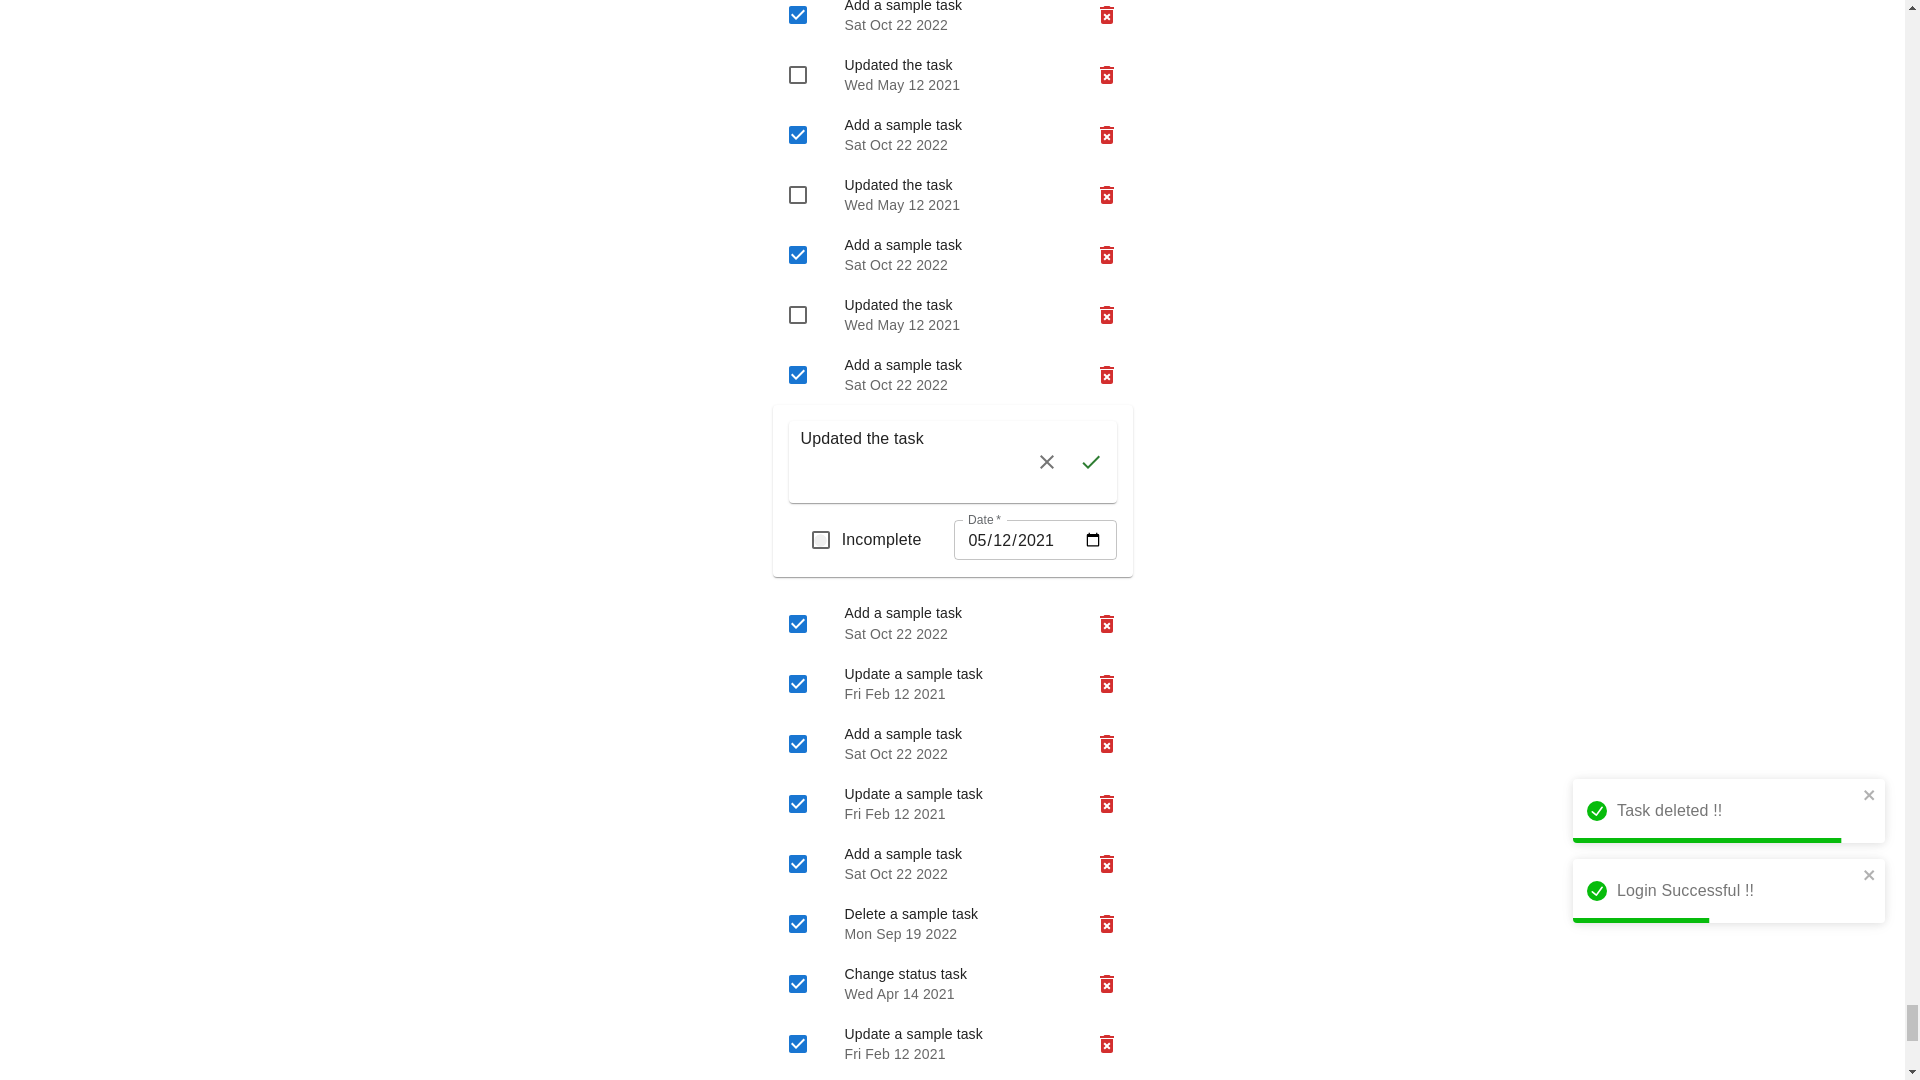 Add a sample task
Sat Oct 22 2022
Updated the task
Wed May 12 2021
Add a sample task
Sat Oct 22 2022
Updated the task
Wed May 12 2021
Add a sample task
Sat Oct 22 2022
Updated the task
Wed May 12 2021
Add a sample task
Sat Oct 22 2022
Updated the task
Date *
Incomplete
05/12/2021
Add a sample task
Sat Oct 22 2022
Update a sample task
Fri Feb 12 2021
Add a sample task
Sat Oct 22 2022
Update a sample task
Fri Feb 12 2021
Add a sample task
Sat Oct 22 2022
Delete a sample task
Mon Sep 19 2022
Change status task
Wed Apr 14 2021
Update a sample task
Fri Feb 12 2021
Task deleted !!
Login Successful !!